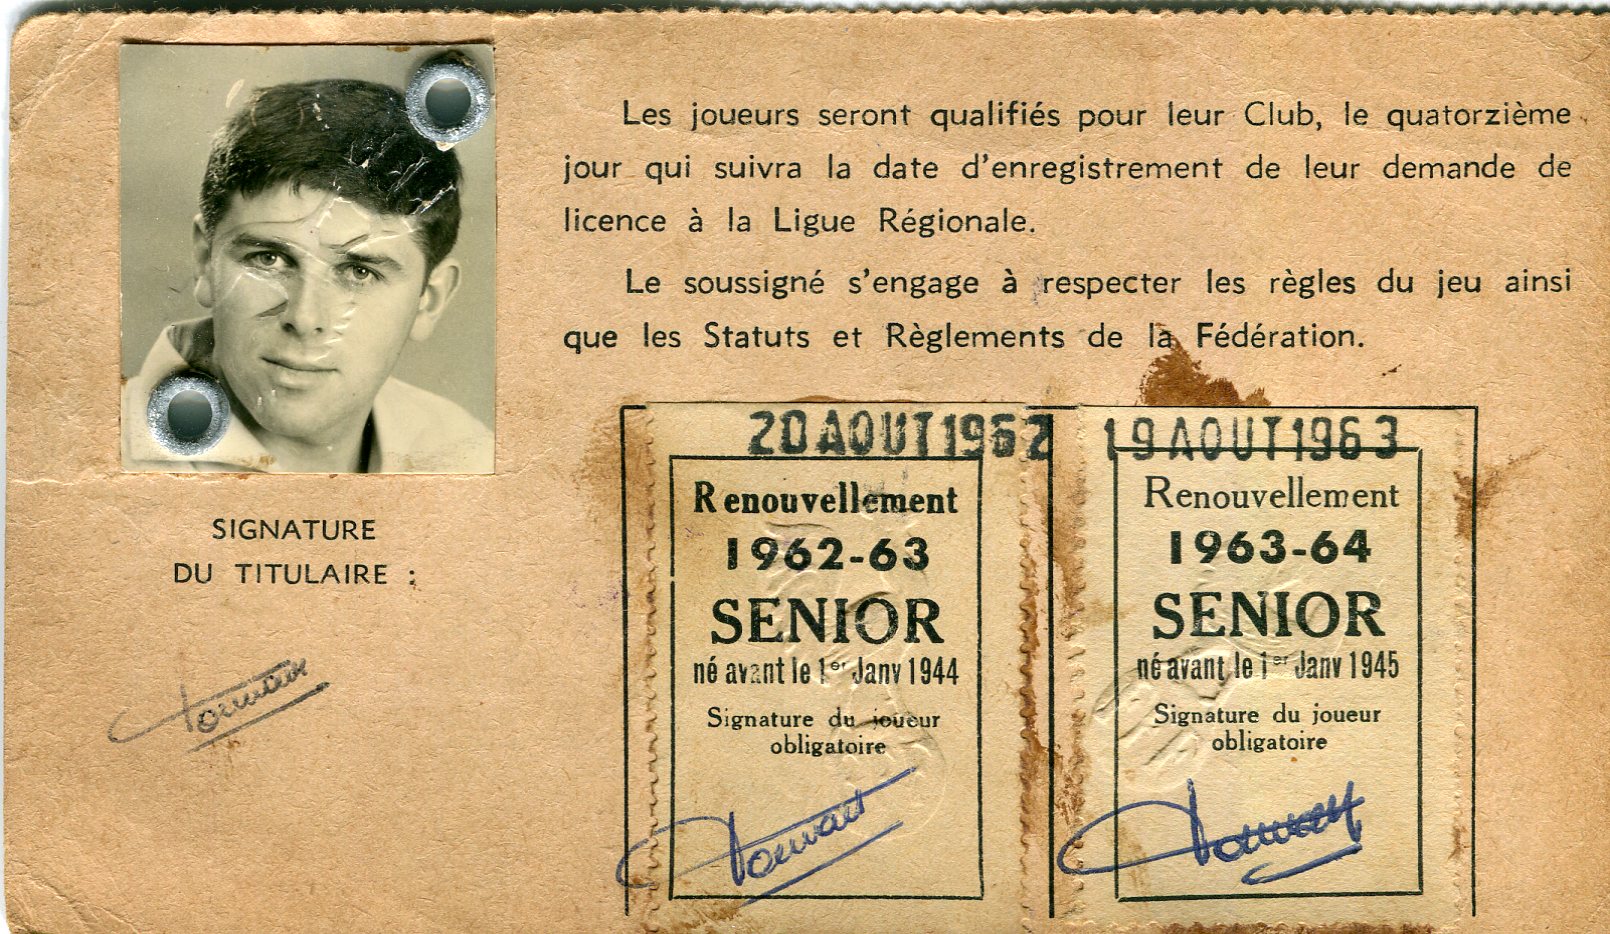 Les joueurs seront qualifiés pour leur Club, le quatorzième
jour qui suivra la date d'enregistrement de leur demande de
licence à la Ligue Régionale.
Le soussigné s'engage à respecter les règles du jeu ainsi
que les Statuts et Règlements de la Fédération.
SIGNATURE
DU TITULAIRE :
20 AOUT 1962
Renouvellement
1962-63
SENIOR
né avant le 1er Janv 1944
Signature du joueur
obligatoire
19 AOUT 1963
Renouvellement
1963-64
SENIOR
né avant le 1er Janv 1945
Signature du joueur
obligatoire